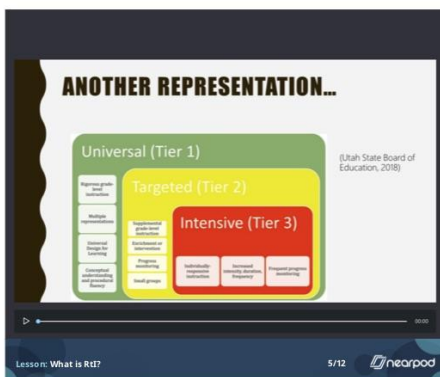 ANOTHER REPRESENTATION...
Universal (Tier 1)
Rigorous grade-
level
instruction
Multiple
representations
Universal
Design for
Learning
Conceptual
understanding
and procedural
fluency
Targeted (Tier 2)
Supplemental
grade-level
instruction
Enrichment or
intervention
Progress
monitoring
Small groups
Intensive (Tier 3)
Individually-
responsive
instruction
Increased
intensity, duration,
frequency
Frequent progress
monitoring
(Utah State Board of
Education, 2018)
00:00
Lesson: What is RtI?
5/12
nearpod